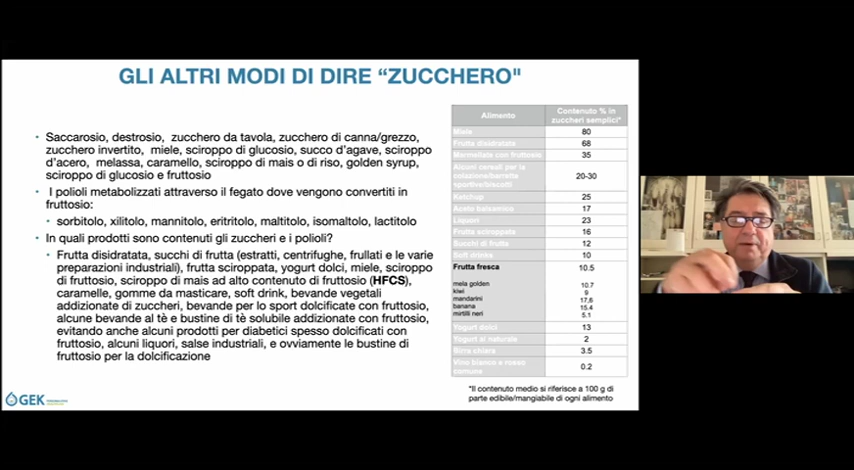 GLI ALTRI MODI DI DIRE “ZUCCHERO"
• Saccarosio, destrosio, zucchero da tavola, zucchero di canna/grezzo,
zucchero invertito, miele, sciroppo di glucosio, succo d'agave, sciroppo
d'acero, melassa, caramello, sciroppo di mais o di riso, golden syrup,
sciroppo di glucosio e fruttosio
• I polioli metabolizzati attraverso il fegato dove vengono convertiti in
fruttosio:
• sorbitolo, xilitolo, mannitolo, eritritolo, maltitolo, isomaltolo, lactitolo
• In quali prodotti sono contenuti gli zuccheri e i polioli?
• Frutta disidratata, succhi di frutta (estratti, centrifughe, frullati e le varie
preparazioni industriali), frutta sciroppata, yogurt dolci, miele, sciroppo
di fruttosio, sciroppo di mais ad alto contenuto di fruttosio (HFCS),
caramelle, gomme da masticare, soft drink, bevande vegetali
addizionate di zuccheri, bevande per lo sport dolcificate con fruttosio,
alcune bevande al tè e bustine di tè solubile addizionate con fruttosio,
evitando anche alcuni prodotti per diabetici spesso dolcificati con
fruttosio, alcuni liquori, salse industriali, e ovviamente le bustine di
fruttosio per la dolcificazione
Alimento Contenuto % in
zuccheri semplici*
Miele 80
Frutta disidratata 68
Marmellata con fruttosio 35
Alcuni cereali per la
colazione/barrette
sportive/biscotti 20-30
Ketchup 25
Aceto balsamico 17
Liquori 23
Frutta sciroppata 16
Succhi di frutta 12
Soft drinks 10
Frutta fresca 10.5
mela golden 10.7
kiwi 9
mandarini 17,6
banana 15.4
mirtilli neri 5.1
Yogurt dolci 13
Yogurt al naturale 2
Birra chiara 3.5
Vino bianco e rosso
comune 0.2
*Il contenuto medio si riferisce a 100 g di
parte edibile/mangiabile di ogni alimento
GEK